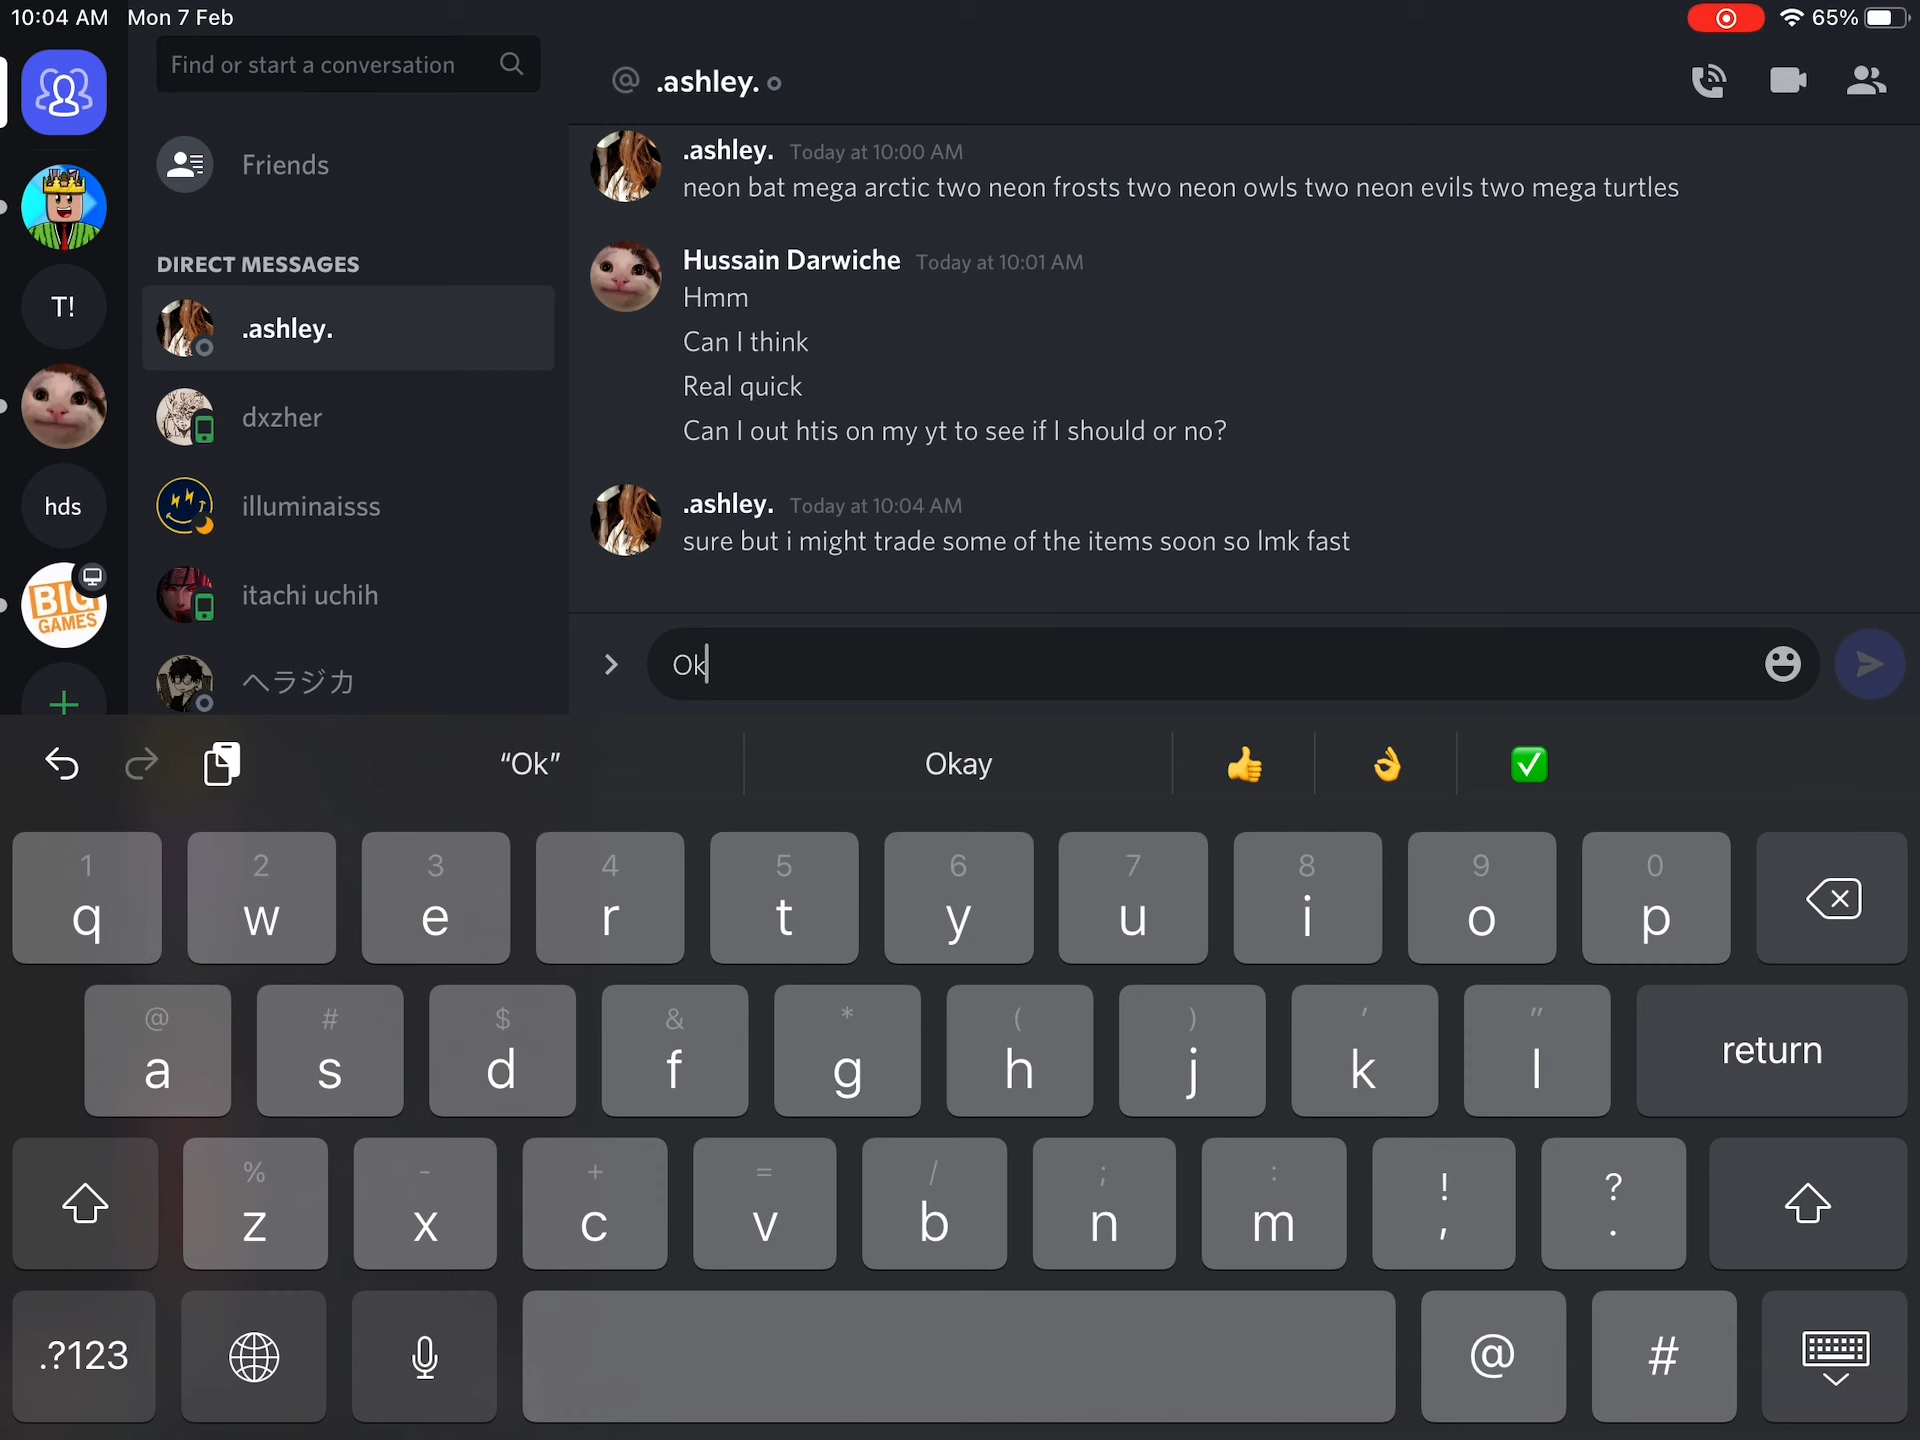 10:04 AM Mon 7 Feb
65%
Find or start a conversation
Friends
DIRECT MESSAGES
.ashley.
dxzher
illuminaisss
itachi uchih
ヘラジカ
T!
hds
BIG
GAMES
@ .ashley.
.ashley. Today at 10:00 AM
neon bat mega arctic two neon frosts two neon owls two neon evils two mega turtles
Hussain Darwiche Today at 10:01 AM
Hmm
Can I think
Real quick
Can I out htis on my yt to see if I should or no?
.ashley. Today at 10:04 AM
sure but i might trade some of the items soon so lmk fast
Ok
“Ok” Okay
1 2 3 4 5 6 7 8 9 0
q w e r t y u i o p
@ # $ & * ( ) ' "
a s d f g h j k l return
% - + = / ; : ! ?
z x c v b n m , .
.?123 @ #